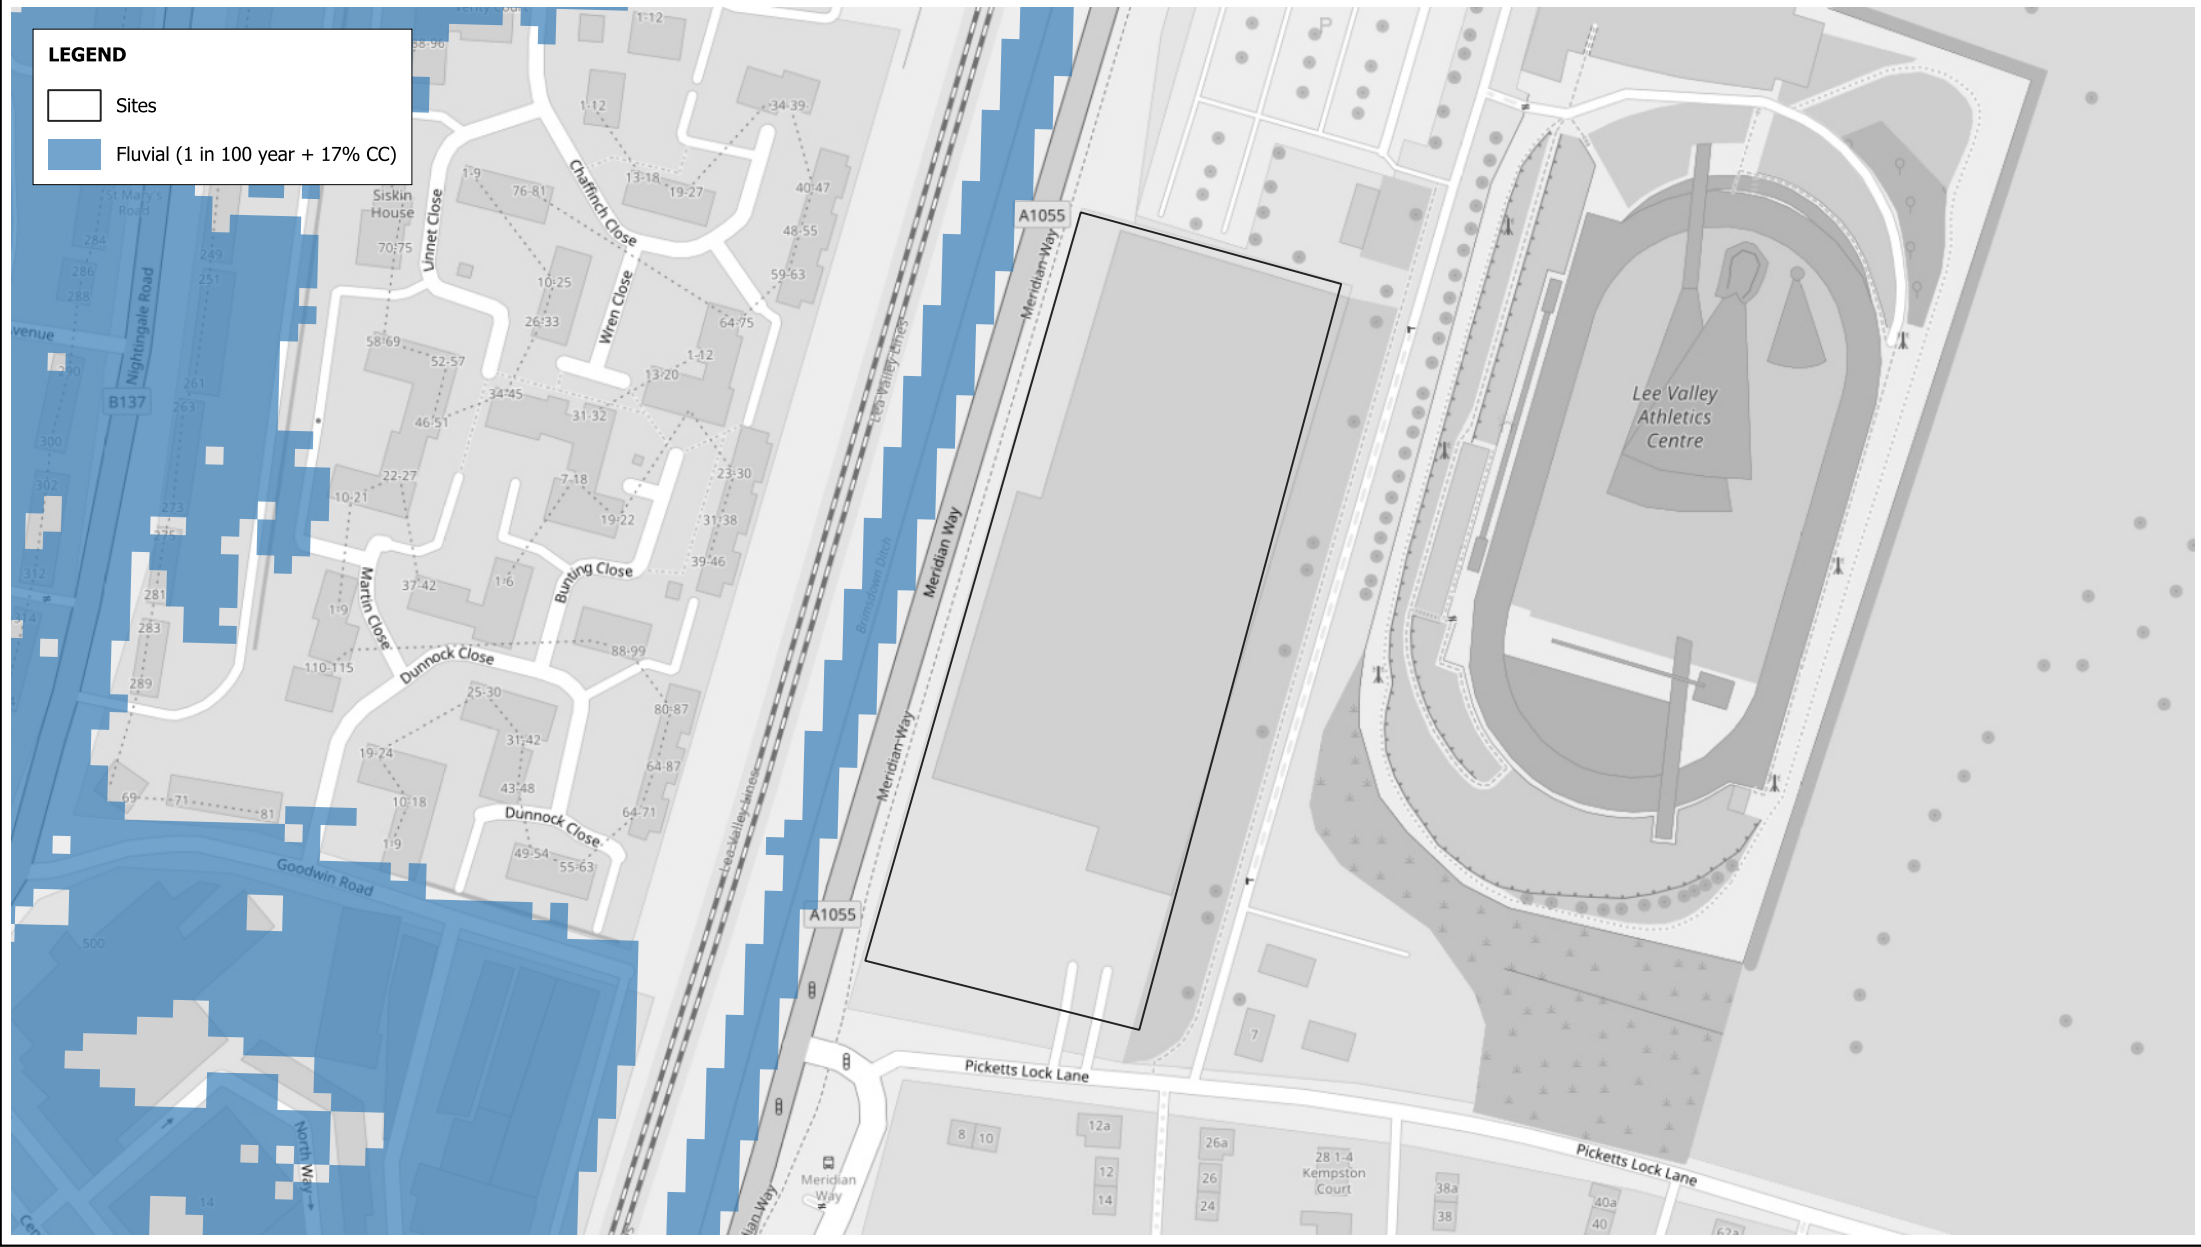 LEGEND
Sites
Fluvial (1 in 100 year + 17% CC)
1-12
P
1-12
34-39
St Mary's
Road
Siskin
House
70-75
Linnet Close
1-9
76-81
Chaffinch Close
13-18
19-27
40-47
48-55
59-63
A1055
Meridian Way
284
286
288
249
251
Nightingale Road
10-25
26-33
Wren Close
64-75
Lea Valley Lines
290
B137
261
263
58-69
52-57
34-45
46-51
31-32
1-12
13-20
Lee Valley
Athletics
Centre
300
302
273
275
22-27
10-21
7-18
19-22
23-30
31-38
39-46
Meridian Way
Brimsdown Ditch
312
314
281
283
289
Martin Close
37-42
1-6
1-9
Bunting Close
110-115
Dunnock Close
88-99
25-30
31-42
43-48
80-87
64-87
64-71
Meridian Way
Lea Valley Lines
69
71
81
19-24
10-18
1-9
Dunnock Close
49-54
55-63
Goodwin Road
A1055
500
North Way
14
7
Picketts Lock Lane
8
10
12a
12
14
26a
26
24
28 1-4
Kempston
Court
38a
38
40a
40
Picketts Lock Lane
Meridian
Way